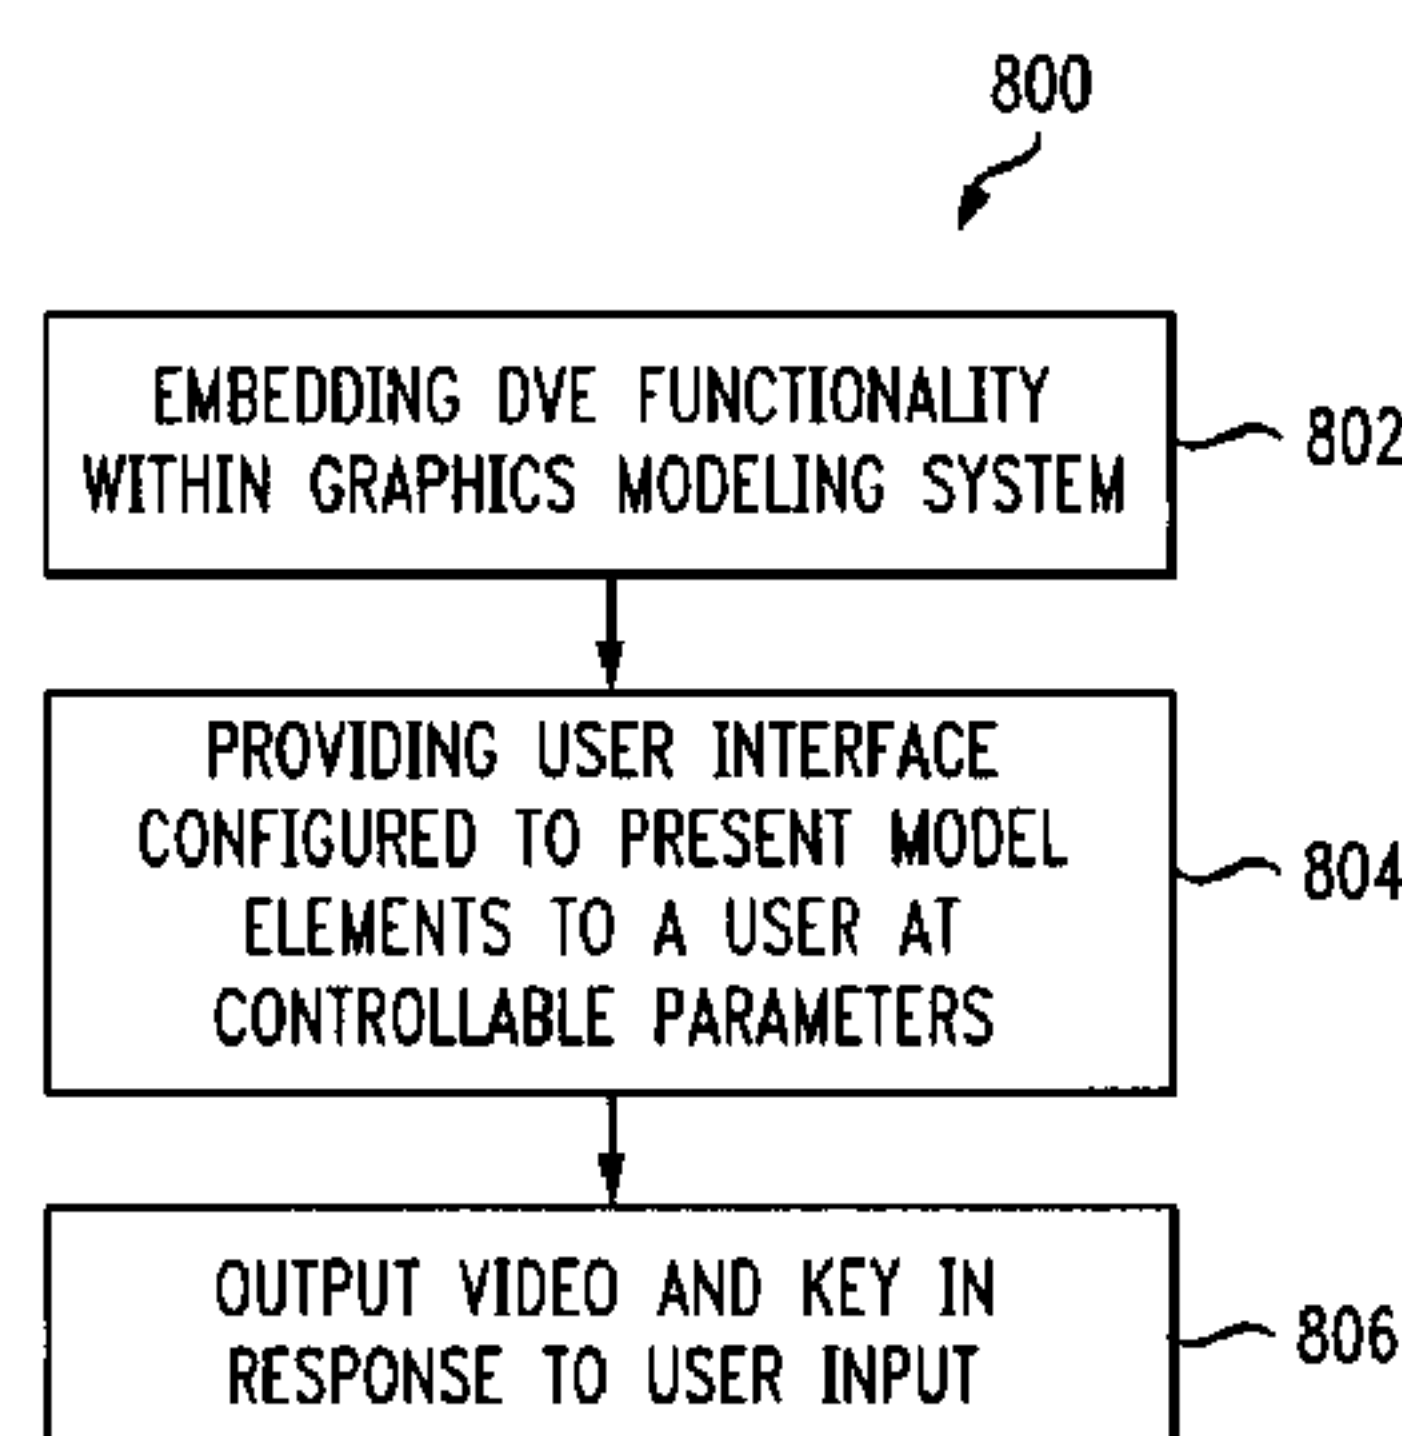 800
EMBEDDING DVE FUNCTIONALITY
WITHIN GRAPHICS MODELING SYSTEM
802
PROVIDING USER INTERFACE
CONFIGURED TO PRESENT MODEL
ELEMENTS TO A USER AT
CONTROLLABLE PARAMETERS
804
OUTPUT VIDEO AND KEY IN
RESPONSE TO USER INPUT
806